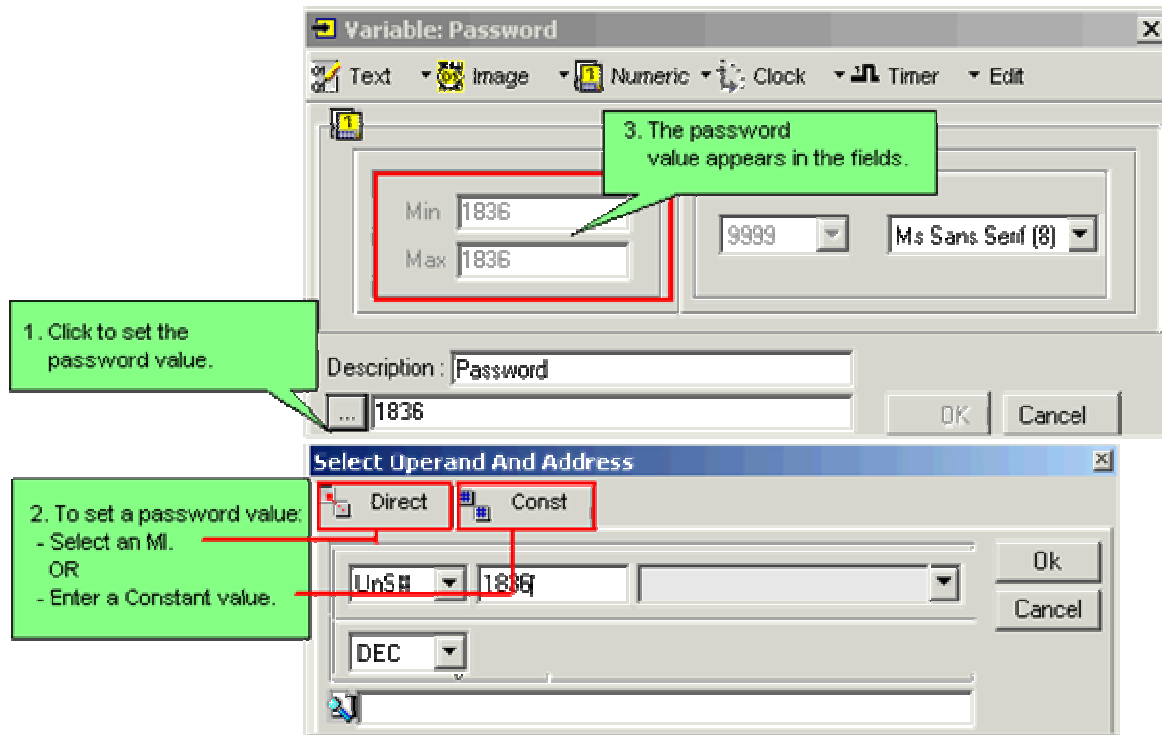 Variable: Password
Text Image Numeric Clock Timer Edit
3. The password
value appears in the fields.
Min 1836
Max 1836
9999
Ms Sans Serif (8)
1. Click to set the
password value.
Description : Password
... 1836
OK Cancel
Select Operand And Address
Direct Const
2. To set a password value:
- Select an MI.
OR
- Enter a Constant value.
1836
Ok
Cancel
DEC